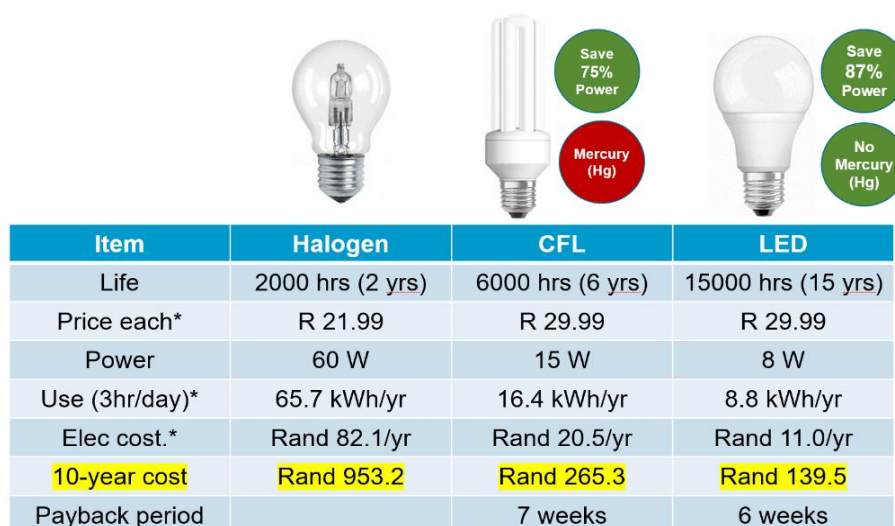 Save
75%
Power
Mercury
(Hg)
Save
87%
Power
No
Mercury
(Hg)
Item Halogen CFL LED
Life 2000 hrs (2 yrs) 6000 hrs (6 yrs) 15000 hrs (15 yrs)
Price each* R 21.99 R 29.99 R 29.99
Power 60 W 15 W 8 W
Use (3hr/day)* 65.7 kWh/yr 16.4 kWh/yr 8.8 kWh/yr
Elec cost.* Rand 82.1/yr Rand 20.5/yr Rand 11.0/yr
10-year cost Rand 953.2 Rand 265.3 Rand 139.5
Payback period 7 weeks 6 weeks